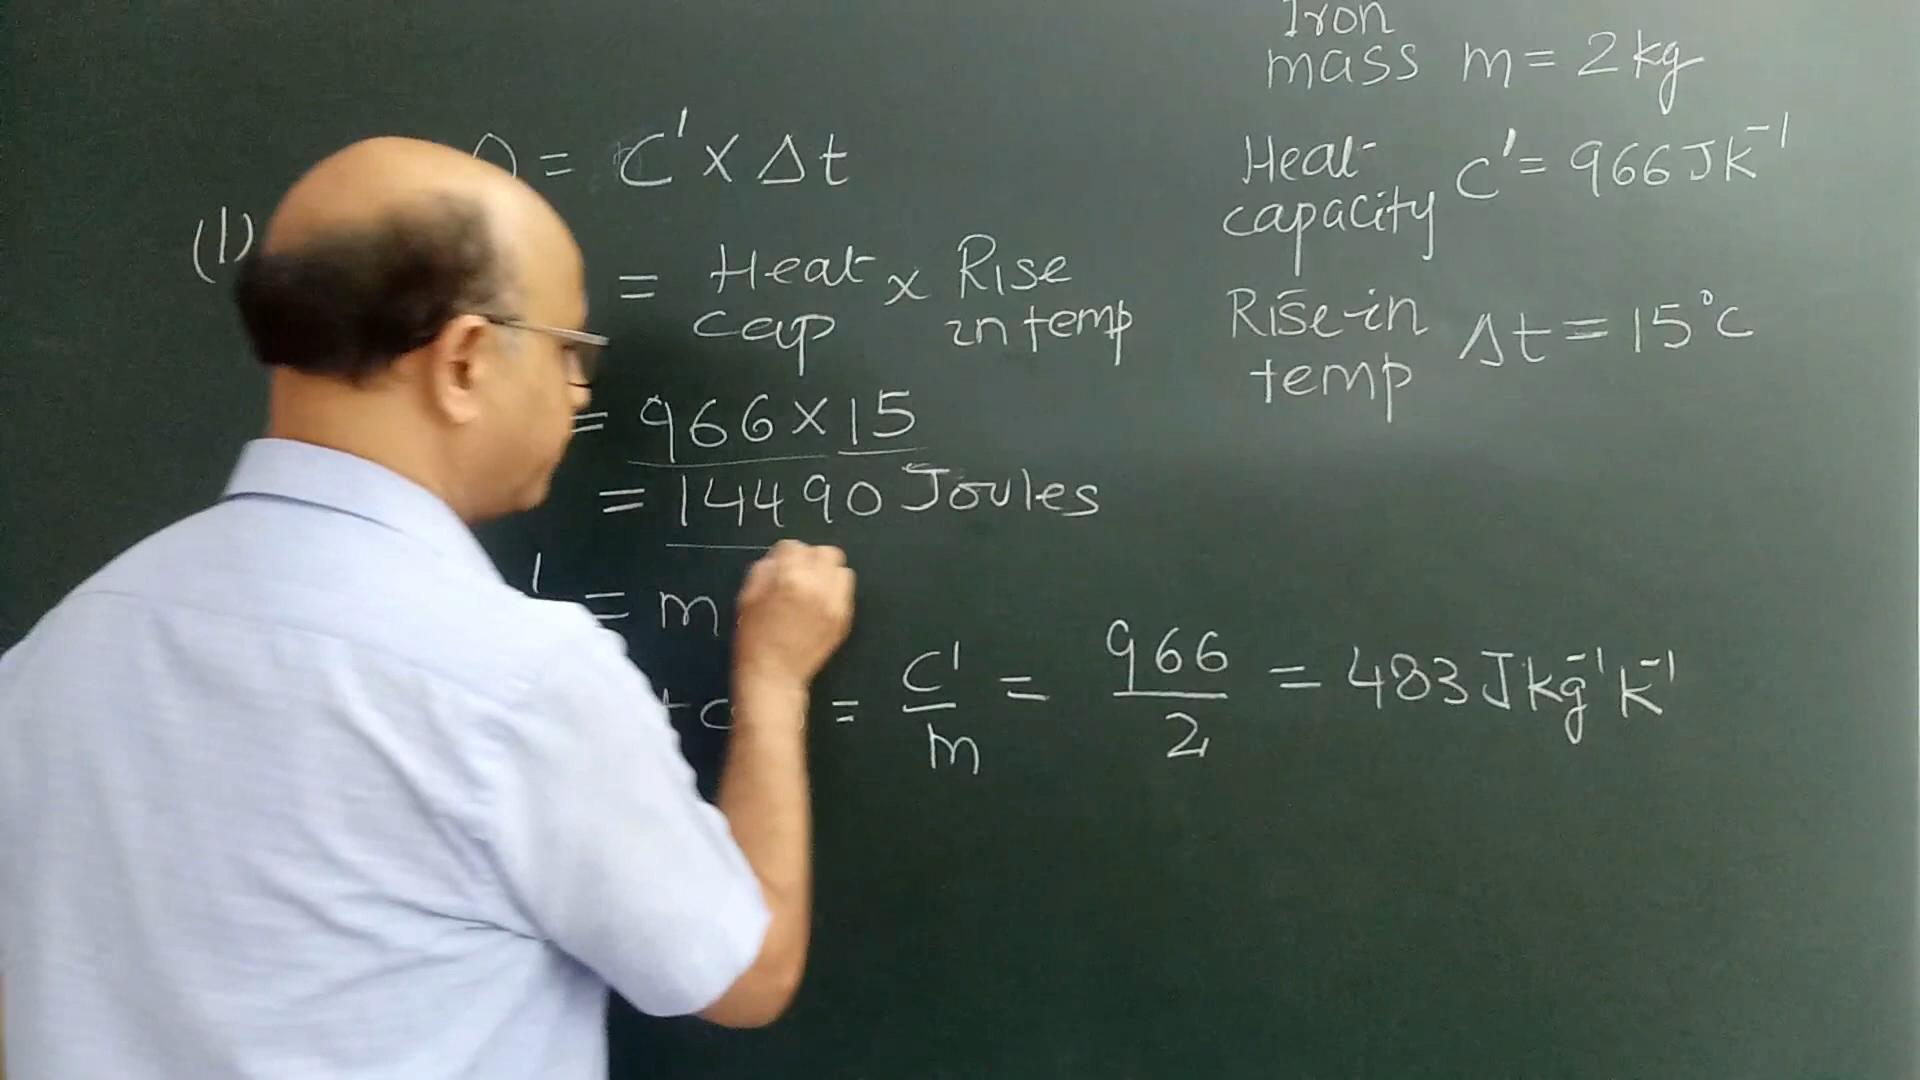 Iron
mass m = 2 kg
Heat capacity C' = 966 J K⁻¹
Rise in temp Δt = 15°C
= C' × Δt
(1)
= Heat cap × Rise in temp
= 966 × 15
= 14490 Joules
= m
= C'/m = 966/2 = 483 J kg⁻¹ K⁻¹